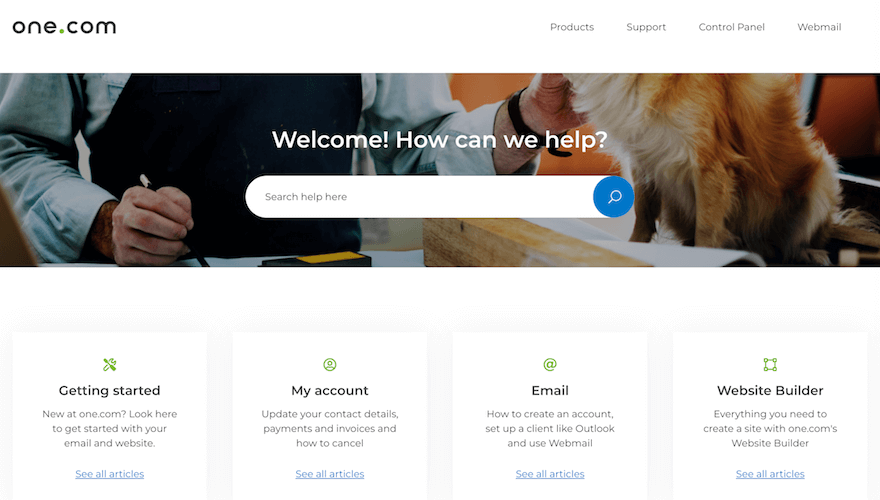 one.com
Products Support Control Panel Webmail
Welcome! How can we help?
Search help here
Getting started
New at one.com? Look here
to get started with your
email and website.
See all articles
My account
Update your contact details,
payments and invoices and
how to cancel
See all articles
Email
How to create an account,
set up a client like Outlook
and use Webmail
See all articles
Website Builder
Everything you need to
create a site with one.com's
Website Builder
See all articles